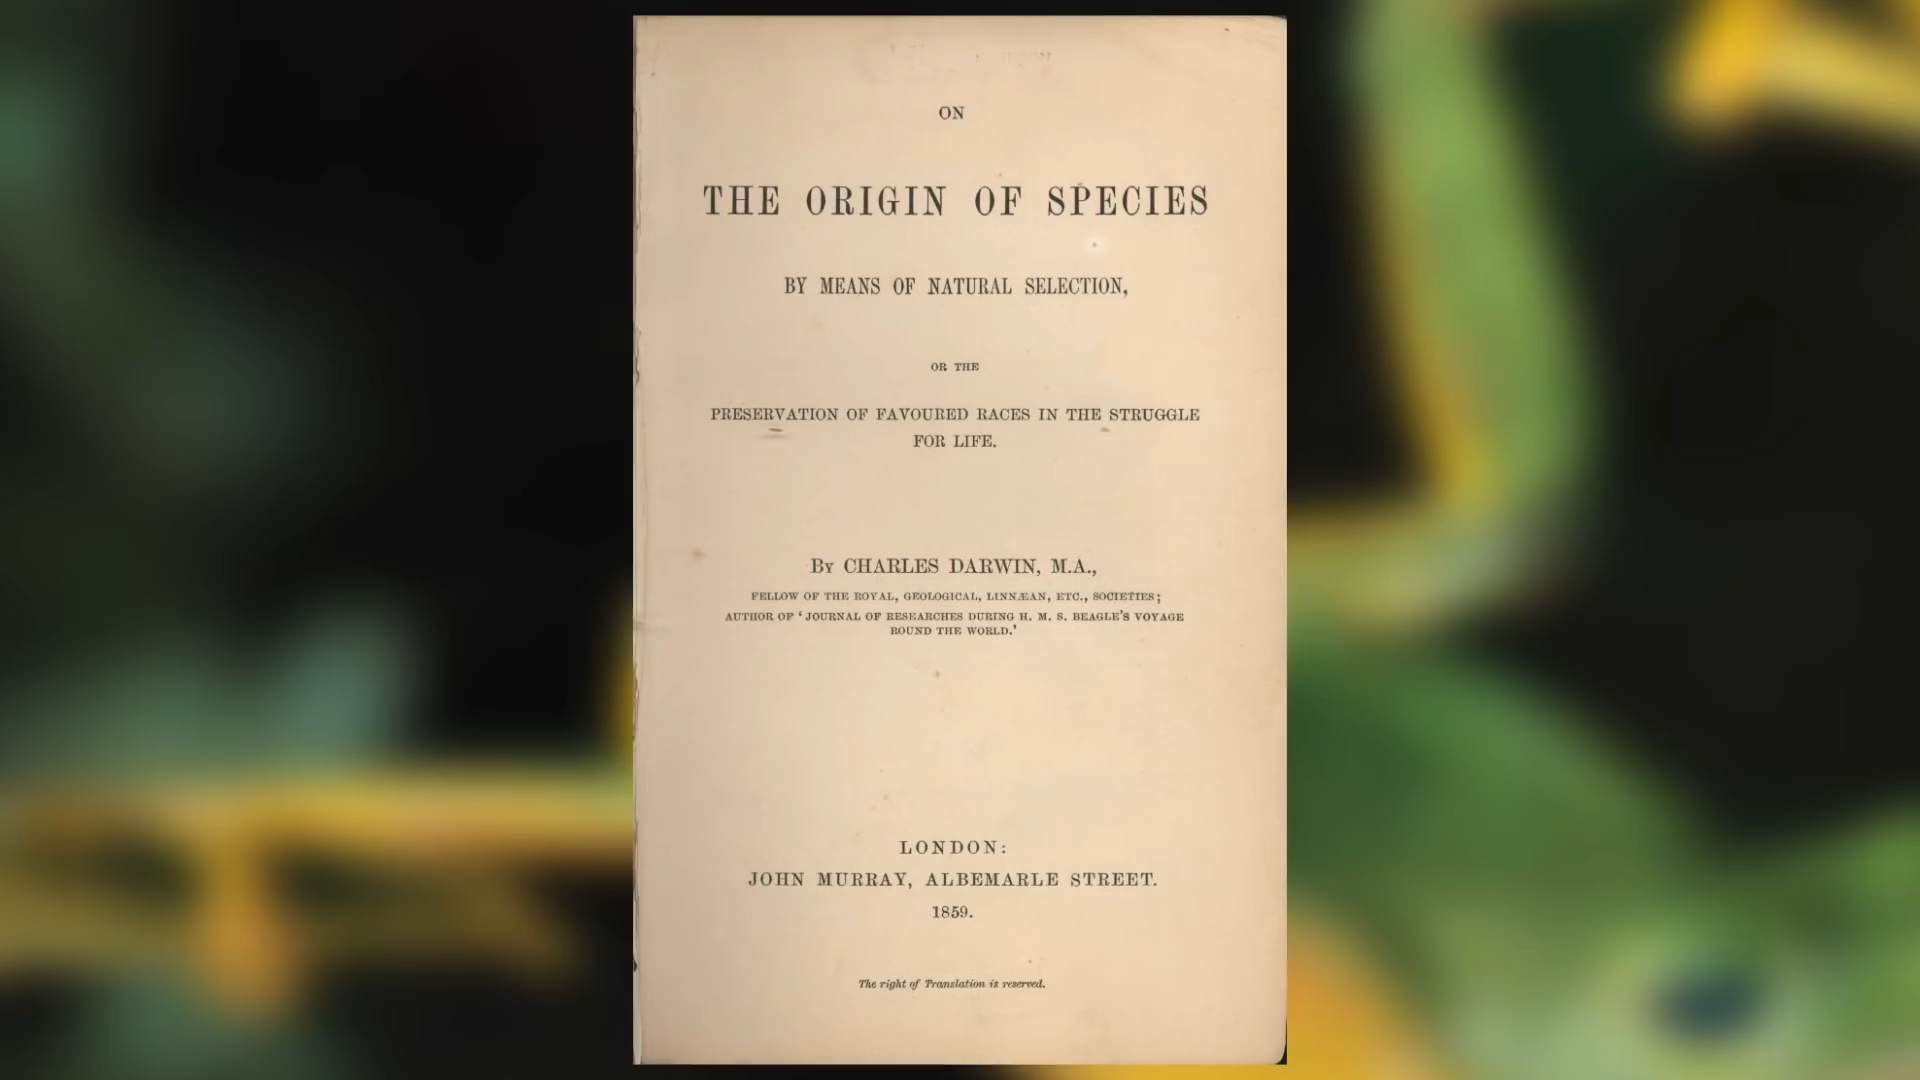 ON
THE ORIGIN OF SPECIES
BY MEANS OF NATURAL SELECTION,
OR THE
PRESERVATION OF FAVOURED RACES IN THE STRUGGLE
FOR LIFE.
BY CHARLES DARWIN, M.A.,
FELLOW OF THE ROYAL, GEOLOGICAL, LINNÆAN, ETC., SOCIETIES;
AUTHOR OF 'JOURNAL OF RESEARCHES DURING H. M. S. BEAGLE'S VOYAGE
ROUND THE WORLD.'
LONDON:
JOHN MURRAY, ALBEMARLE STREET.
1859.
The right of Translation is reserved.